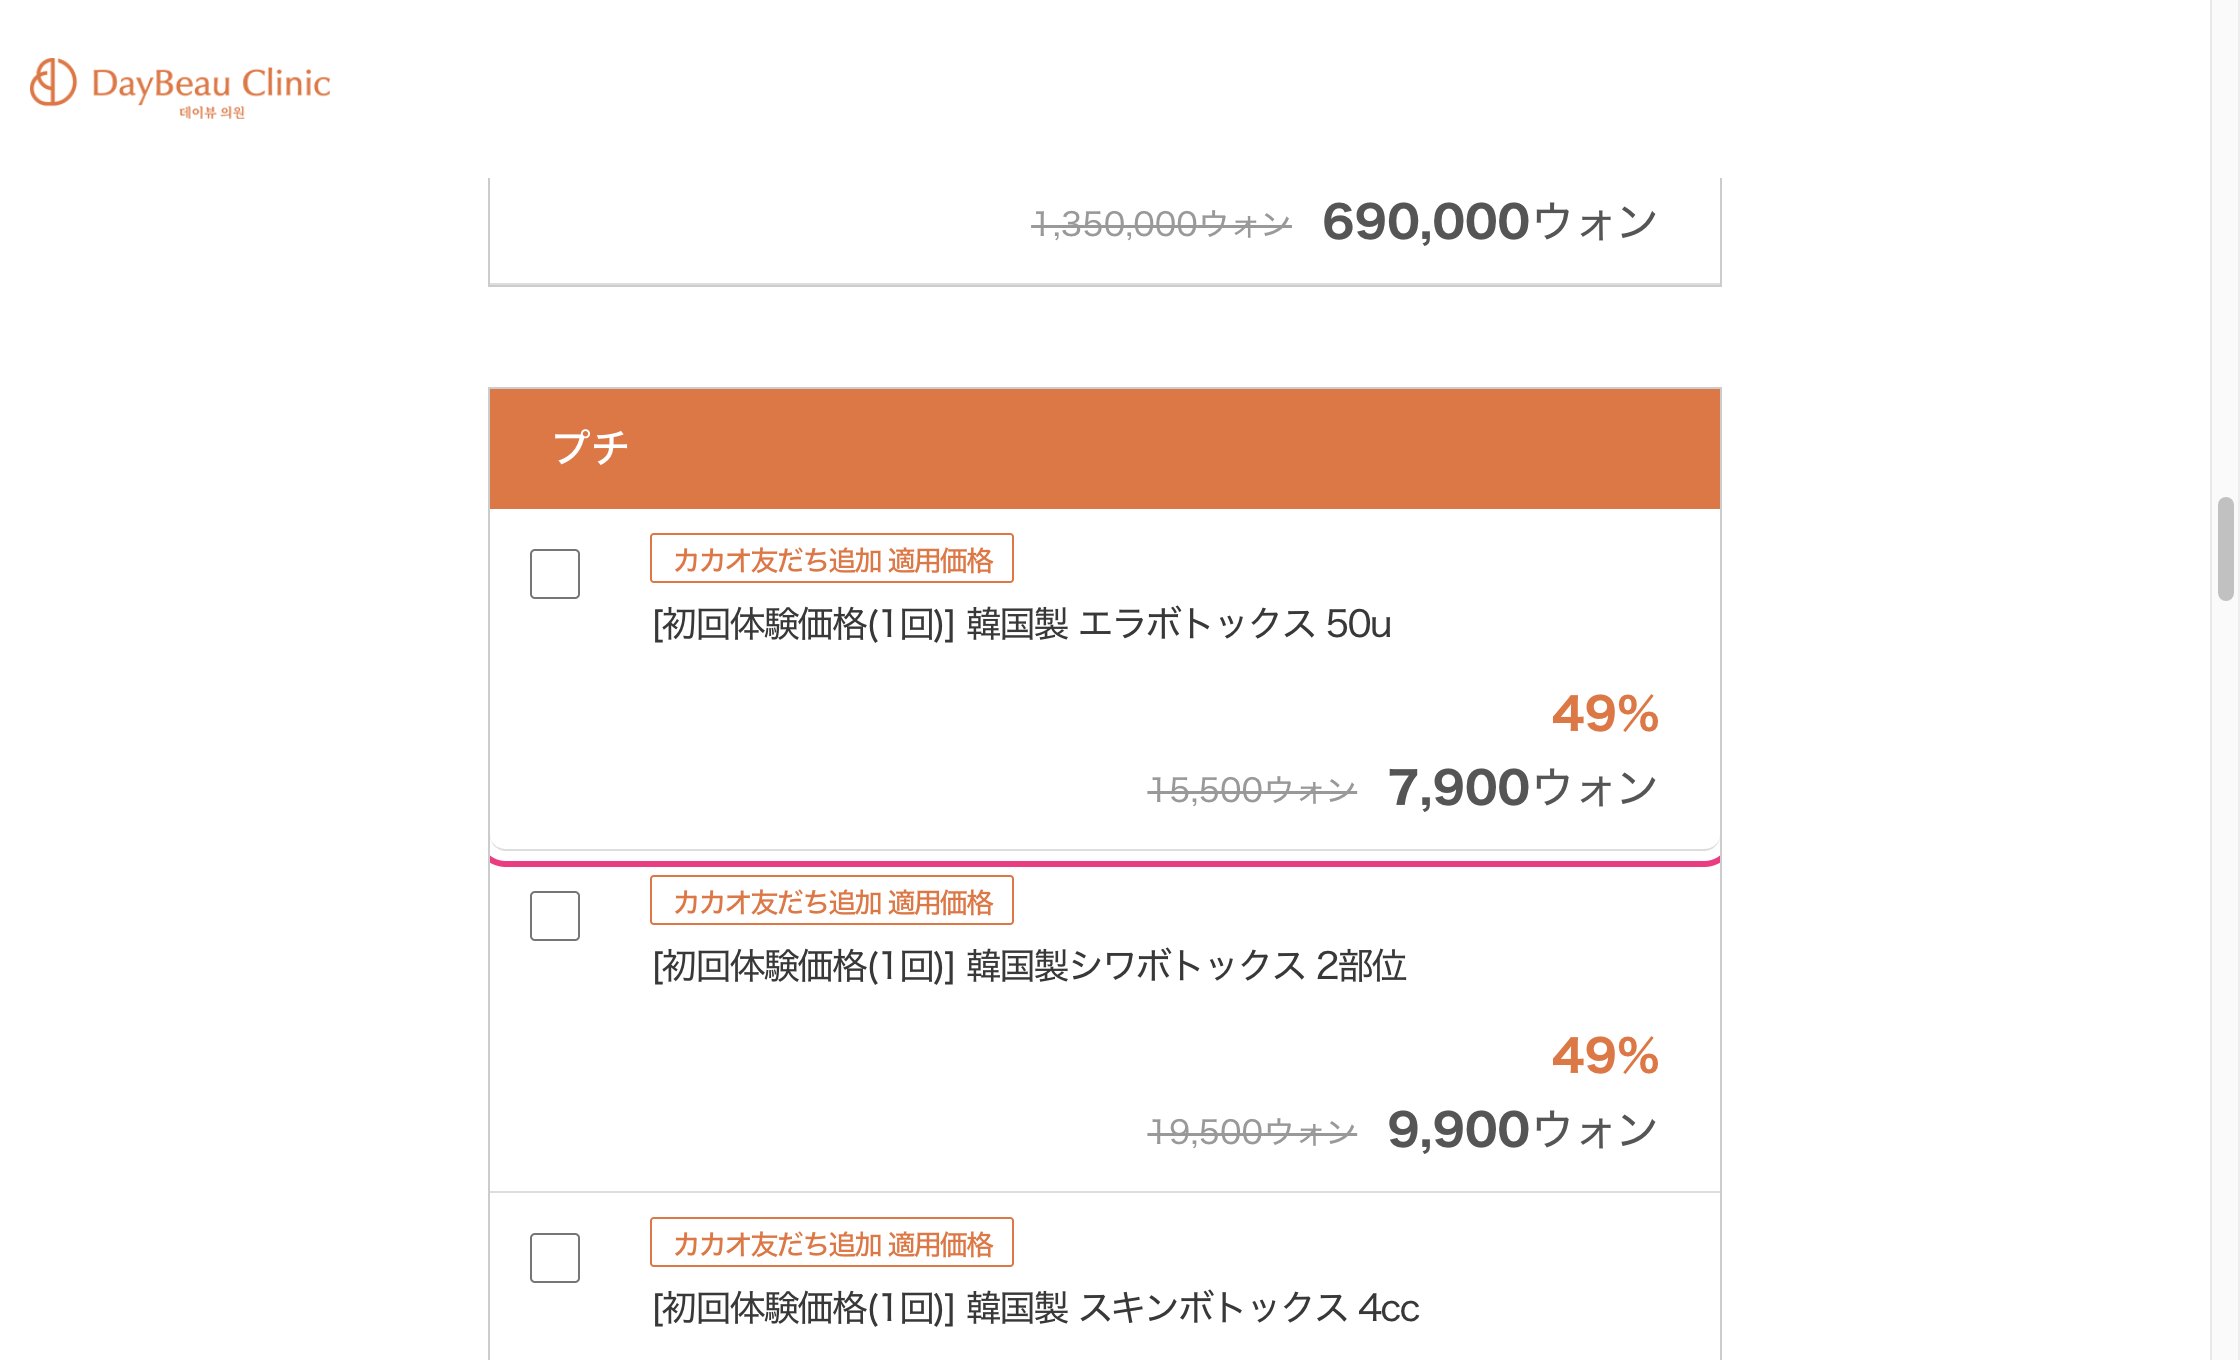 DayBeau Clinic
데이뷰 의원
1,350,000ウォン 690,000ウォン
プチ
カカオ友だち追加 適用価格
[初回体験価格(1回)] 韓国製 エラボトックス 50u
49%
15,500ウォン 7,900ウォン
カカオ友だち追加 適用価格
[初回体験価格(1回)] 韓国製シワボトックス 2部位
49%
19,500ウォン 9,900ウォン
カカオ友だち追加 適用価格
[初回体験価格(1回)] 韓国製 スキンボトックス 4cc